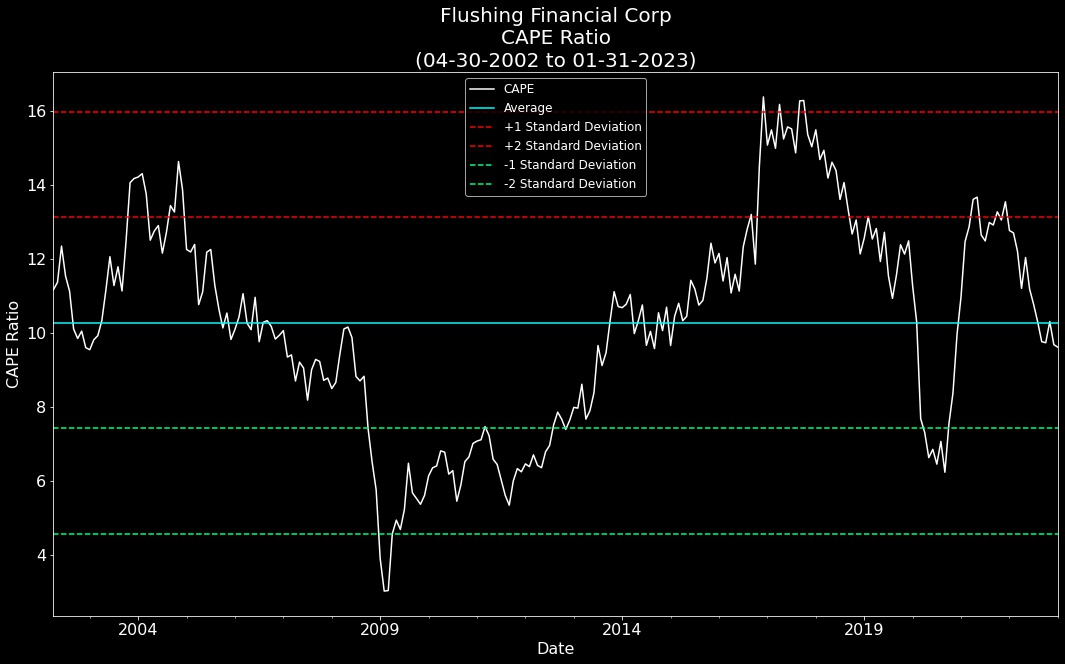 Flushing Financial Corp
CAPE Ratio
(04-30-2002 to 01-31-2023)
CAPE
Average
+1 Standard Deviation
+2 Standard Deviation
-1 Standard Deviation
-2 Standard Deviation
CAPE Ratio
16
14
12
10
8
6
4
2004
2009
2014
2019
Date